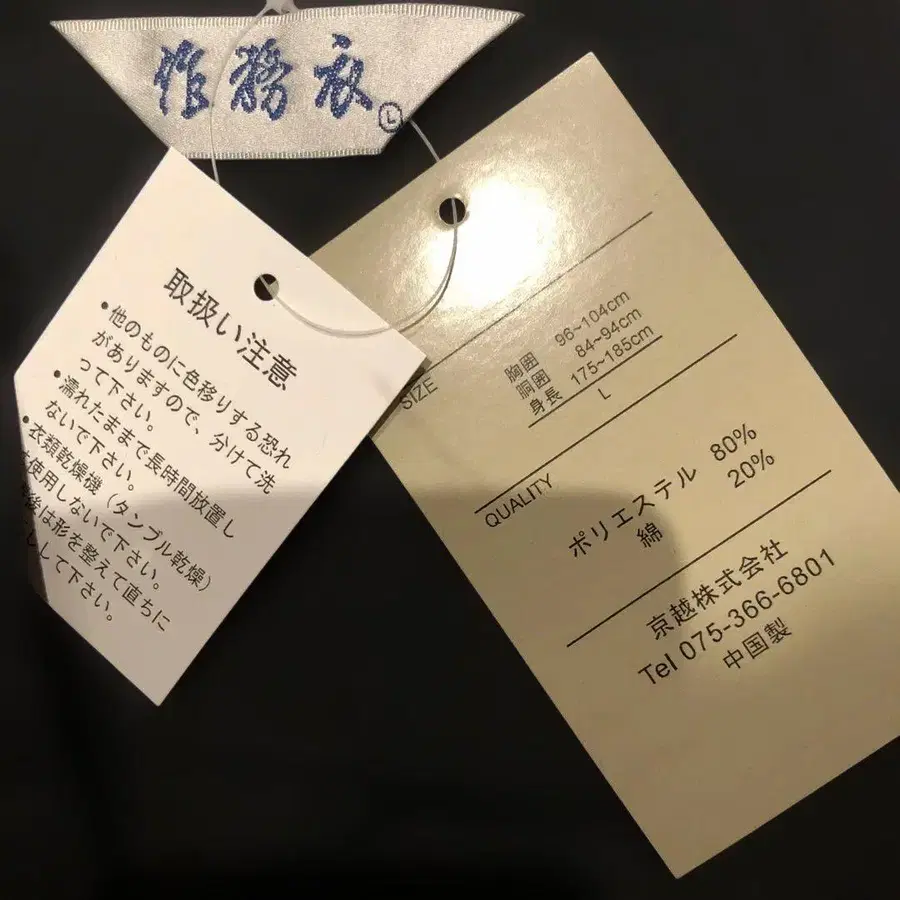 作務衣
L
取扱い注意
•他のものに色移りする恐れ
がありますので、分けて洗
って下さい。
•濡れたままで長時間放置し
ないで下さい。
•衣類乾燥機（タンブル乾燥）
使用しないで下さい。
後は形を整えて直ちに
して下さい。
SIZE
胸囲 96~104cm
胴囲 84~94cm
身長 175~185cm
L
QUALITY
ポリエステル 80%
綿 20%
京越株式会社
Tel 075-366-6801
中国製